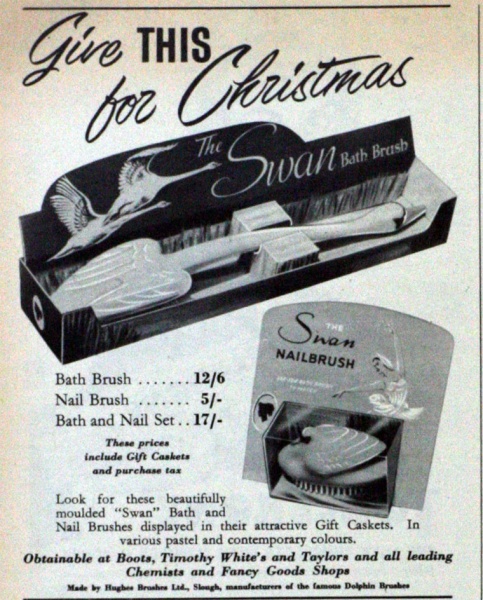 Give THIS
for Christmas
The Swan Bath Brush
THE
Swan
NAILBRUSH
Bath Brush ....... 12/6
Nail Brush ....... 5/-
Bath and Nail Set .. 17/-
These prices
include Gift Caskets
and purchase tax
Look for these beautifully
moulded "Swan" Bath and
Nail Brushes displayed in their attractive Gift Caskets. In
various pastel and contemporary colours.
Obtainable at Boots, Timothy White's and Taylors and all leading
Chemists and Fancy Goods Shops
Made by Hughes Brushes Ltd., Slough, manufacturers of the famous Dolphin Brushes